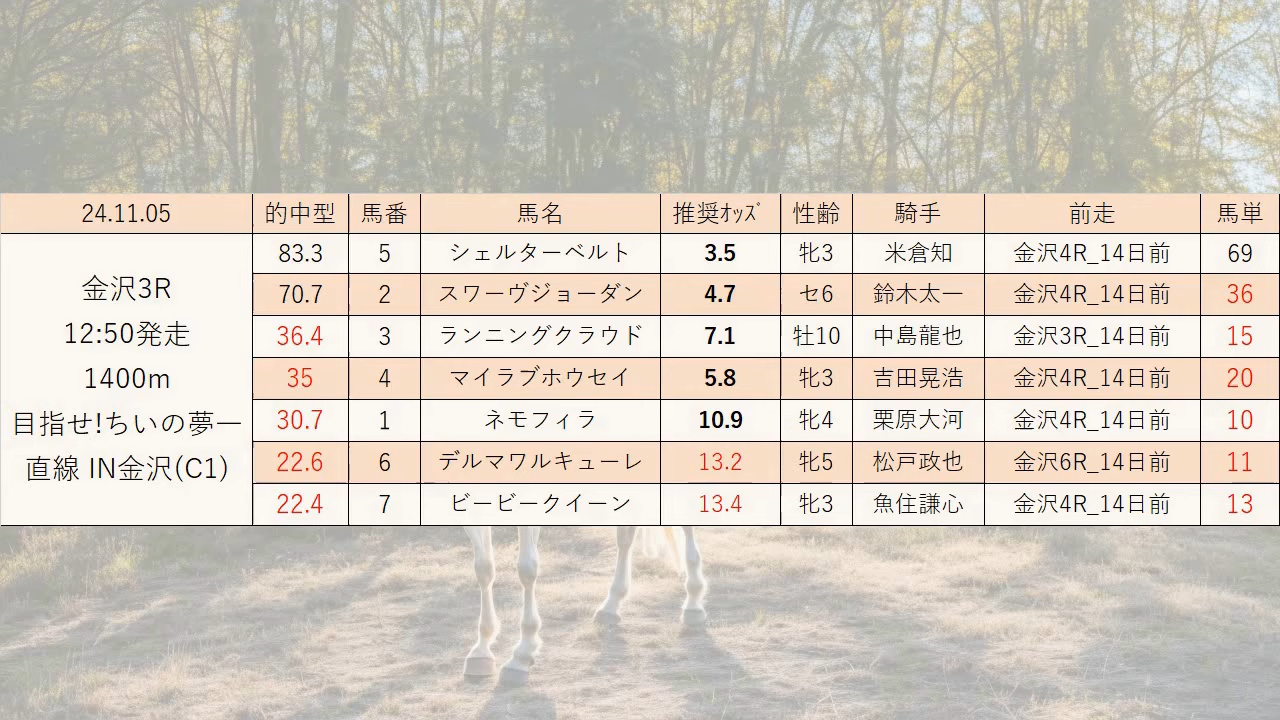 24.11.05 的中型 馬番 馬名 推奨ｵｯｽﾞ 性齢 騎手 前走 馬単
金沢3R
12:50発走
1400m
目指せ!ちいの夢一
直線 IN金沢(C1)
83.3 5 シェルターベルト 3.5 牝3 米倉知 金沢4R_14日前 69
70.7 2 スワーヴジョーダン 4.7 セ6 鈴木太一 金沢4R_14日前 36
36.4 3 ランニングクラウド 7.1 牡10 中島龍也 金沢3R_14日前 15
35 4 マイラブホウセイ 5.8 牝3 吉田晃浩 金沢4R_14日前 20
30.7 1 ネモフィラ 10.9 牝4 栗原大河 金沢4R_14日前 10
22.6 6 デルマワルキューレ 13.2 牝5 松戸政也 金沢6R_14日前 11
22.4 7 ビービークイーン 13.4 牝3 魚住謙心 金沢4R_14日前 13